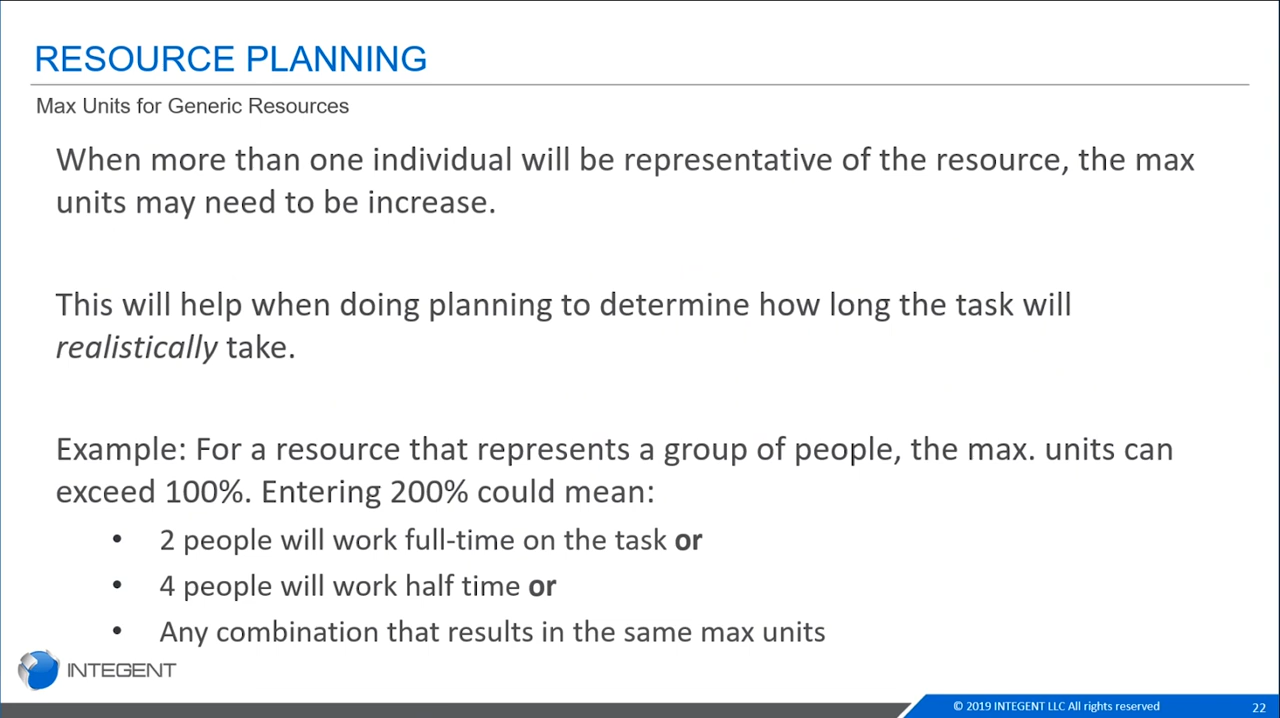 RESOURCE PLANNING
Max Units for Generic Resources
When more than one individual will be representative of the resource, the max
units may need to be increase.
This will help when doing planning to determine how long the task will
realistically take.
Example: For a resource that represents a group of people, the max. units can
exceed 100%. Entering 200% could mean:
• 2 people will work full-time on the task or
• 4 people will work half time or
• Any combination that results in the same max units
INTEGENT
© 2019 INTEGENT LLC All rights reserved
22